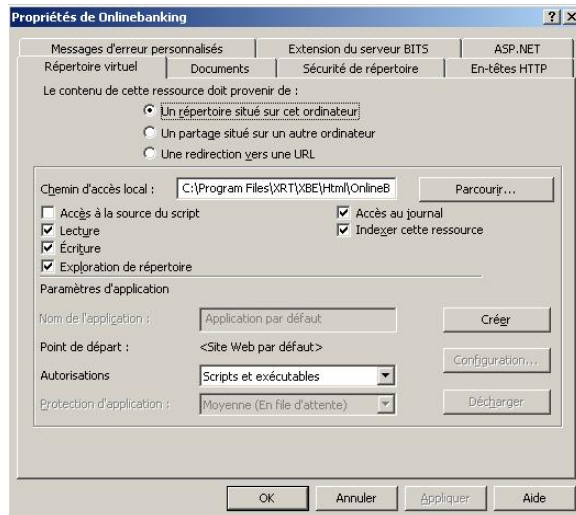 Propriétés de Onlinebanking
Messages d'erreur personnalisés Extension du serveur BITS ASP.NET
Répertoire virtuel Documents Sécurité de répertoire En-têtes HTTP
Le contenu de cette ressource doit provenir de :
Un répertoire situé sur cet ordinateur
Un partage situé sur un autre ordinateur
Une redirection vers une URL
Chemin d'accès local : C:\Program Files\XRT\XBE\Html\OnlineB Parcourir...
Accès à la source du script Accès au journal
Lecture Indexer cette ressource
Écriture
Exploration de répertoire
Paramètres d'application
Nom de l'application : Application par défaut Créer
Point de départ : <Site Web par défaut>
Configuration...
Autorisations Scripts et exécutables
Protection d'application : Moyenne (En file d'attente) Décharger
OK Annuler Appliquer Aide